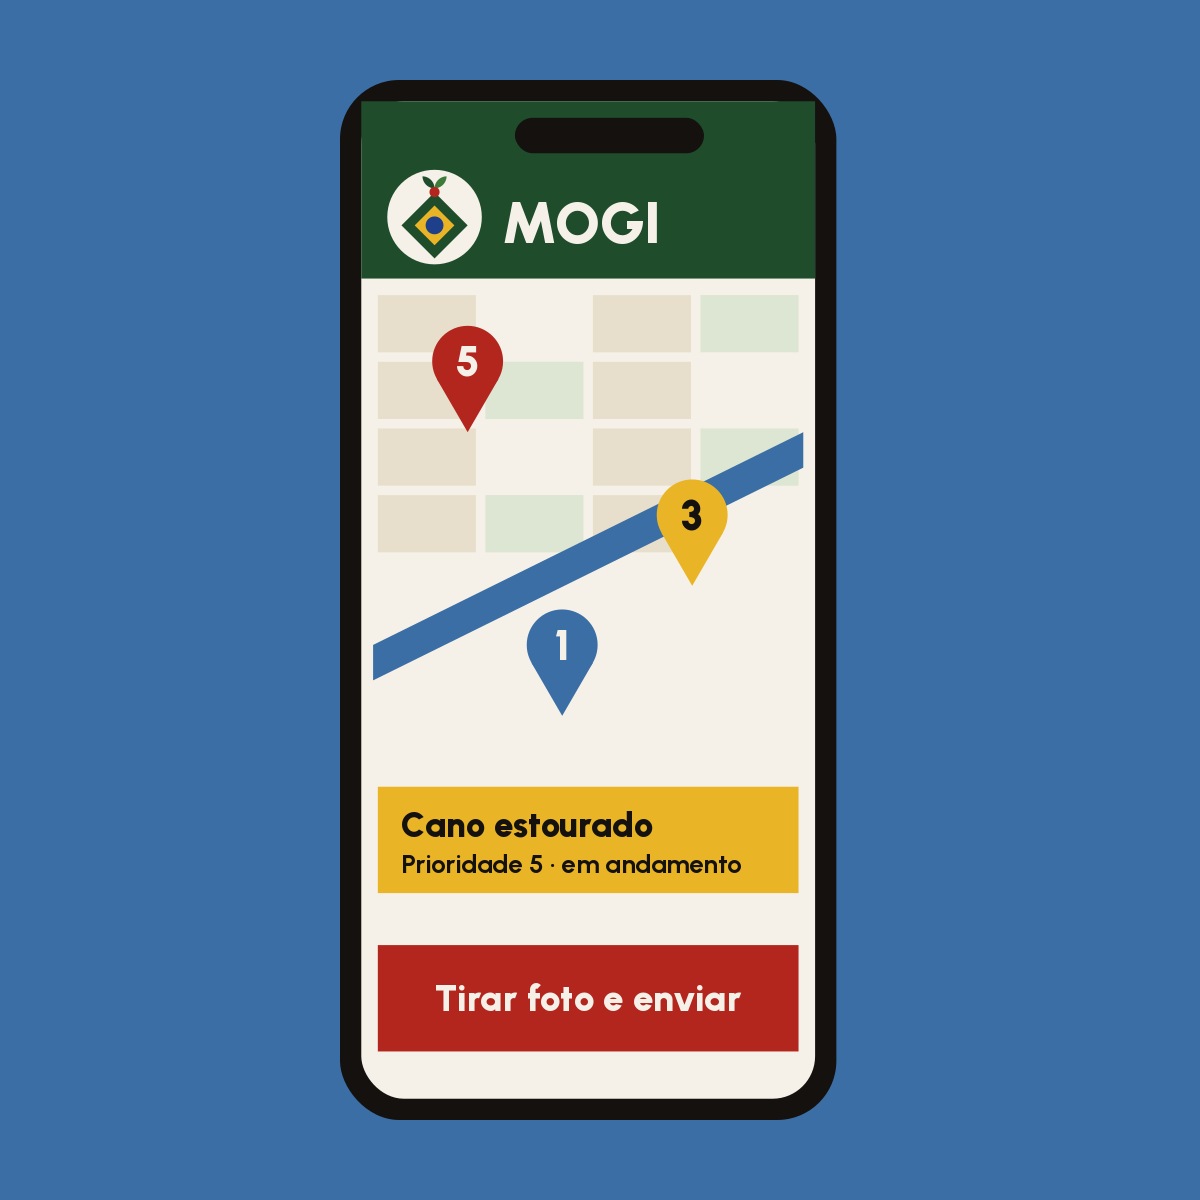 MOGI
5
3
1
Cano estourado
Prioridade 5 · em andamento
Tirar foto e enviar